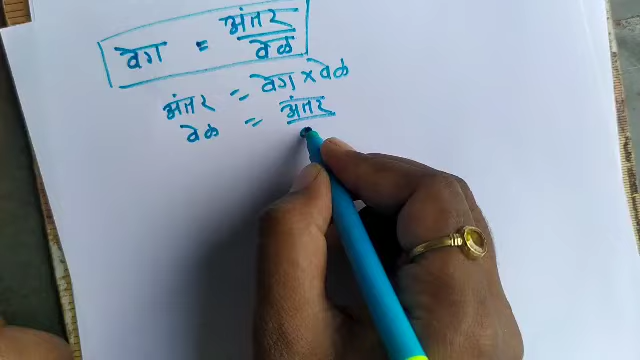 वेग = अंतर / वेळ
अंतर = वेग × वेळ
वेळ = अंतर /